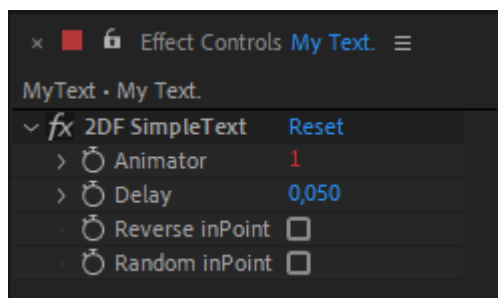 × Effect Controls My Text. ≡
MyText • My Text.
fx 2DF SimpleText Reset
Animator 1
Delay 0,050
Reverse inPoint
Random inPoint